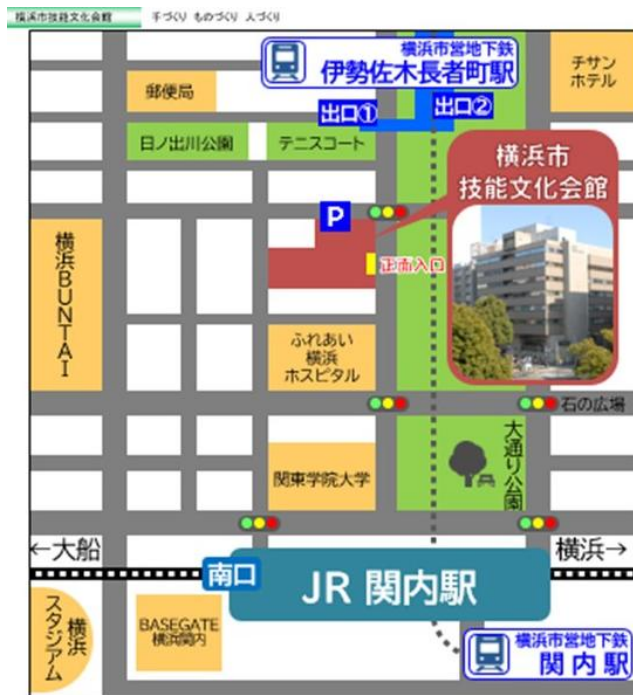 横浜市技能文化会館
手づくり ものづくり 人づくり
横浜市営地下鉄
伊勢佐木長者町駅
チサン
ホテル
郵便局
出口①
出口②
日ノ出川公園
テニスコート
横浜市
技能文化会館
P
正面入口
横浜BUNTAI
ふれあい
横浜
ホスピタル
石の広場
関東学院大学
大通り公園
←大船
横浜→
南口
JR 関内駅
横浜
スタジアム
BASEGATE
横浜関内
横浜市営地下鉄
関内駅